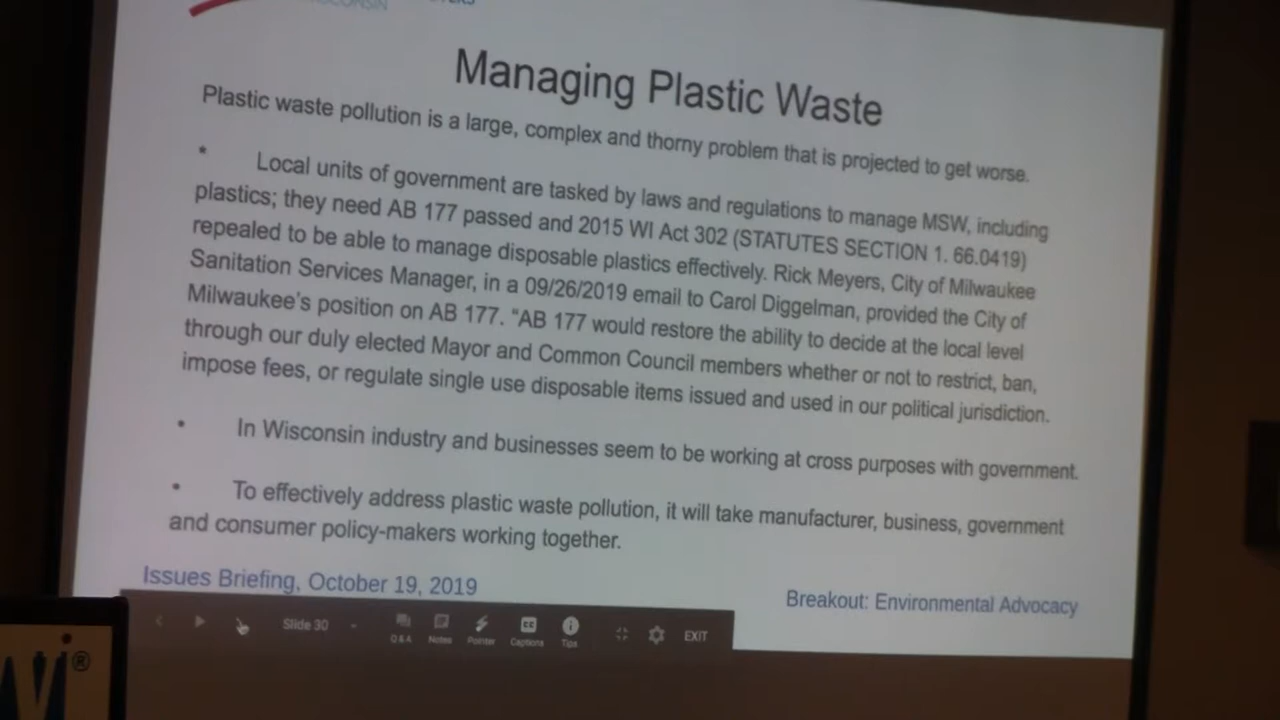 WISCONSIN
Managing Plastic Waste
Plastic waste pollution is a large, complex and thorny problem that is projected to get worse.
• Local units of government are tasked by laws and regulations to manage MSW, including
plastics; they need AB 177 passed and 2015 WI Act 302 (STATUTES SECTION 1. 66.0419)
repealed to be able to manage disposable plastics effectively. Rick Meyers, City of Milwaukee
Sanitation Services Manager, in a 09/26/2019 email to Carol Diggelman, provided the City of
Milwaukee's position on AB 177. "AB 177 would restore the ability to decide at the local level
through our duly elected Mayor and Common Council members whether or not to restrict, ban,
impose fees, or regulate single use disposable items issued and used in our political jurisdiction.
• In Wisconsin industry and businesses seem to be working at cross purposes with government.
• To effectively address plastic waste pollution, it will take manufacturer, business, government
and consumer policy-makers working together.
Issues Briefing, October 19, 2019
Breakout: Environmental Advocacy
Slide 30
Q&A Notes Pointer Captions Tips
EXIT
®